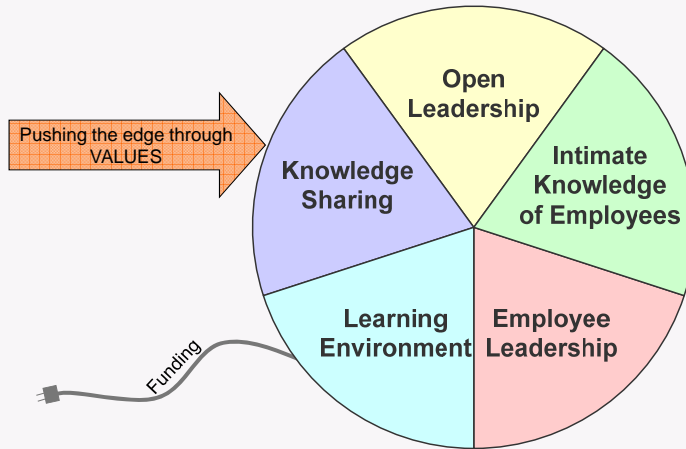 Pushing the edge through
VALUES
Open
Leadership
Intimate
Knowledge
of Employees
Knowledge
Sharing
Learning
Environment
Employee
Leadership
Funding